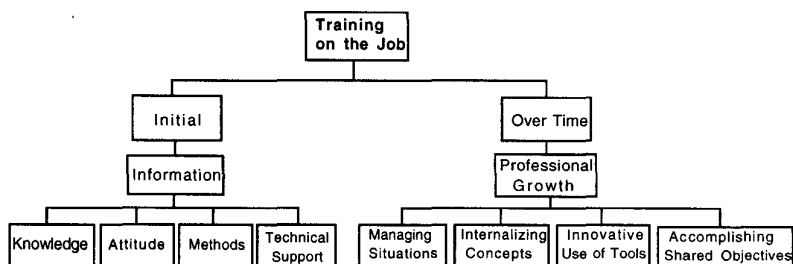 Training
on the Job
Initial
Over Time
Information
Professional
Growth
Knowledge
Attitude
Methods
Technical
Support
Managing
Situations
Internalizing
Concepts
Innovative
Use of Tools
Accomplishing
Shared Objectives